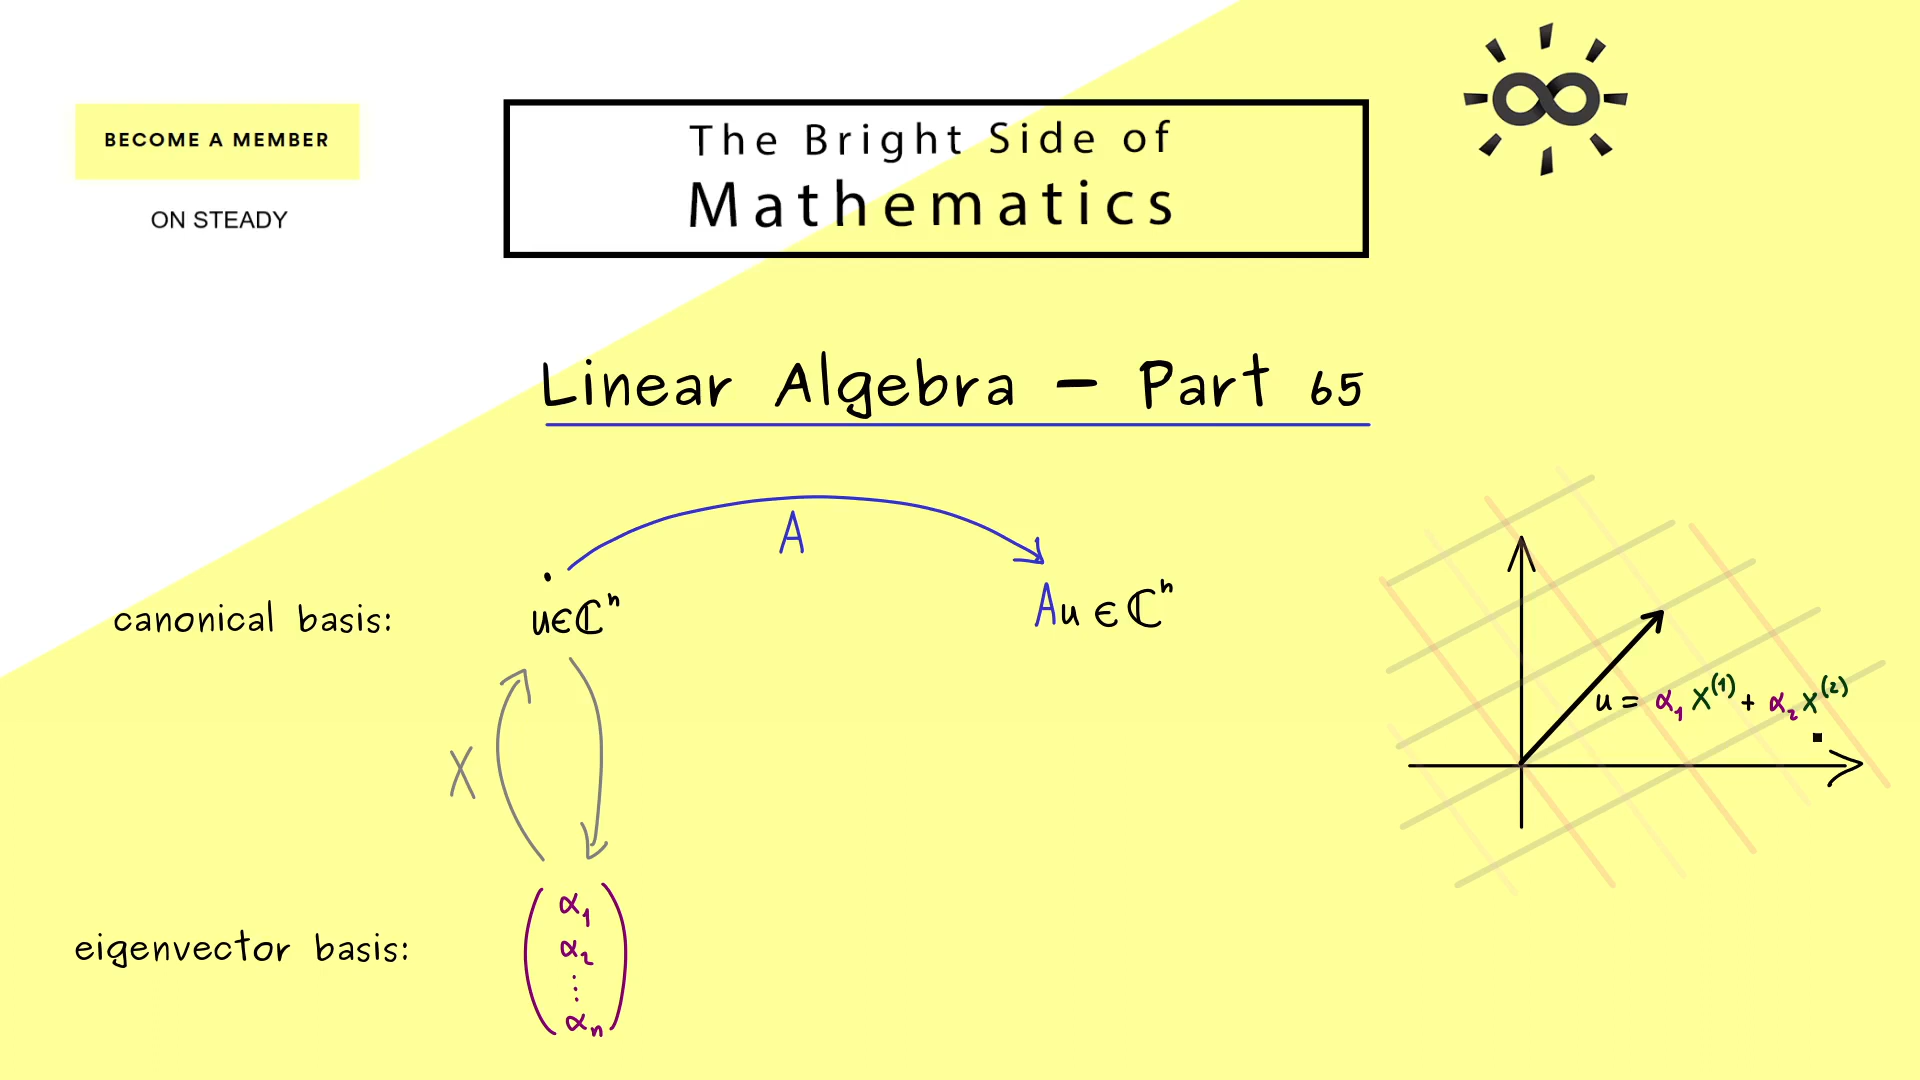 BECOME A MEMBER
ON STEADY
The Bright Side of
Mathematics
Linear Algebra – Part 65
A
canonical basis: u∈ℂⁿ Au ∈ ℂⁿ
u = α₁ X⁽¹⁾ + α₂ X⁽²⁾
X
eigenvector basis:
α₁
α₂
⋮
αₙ